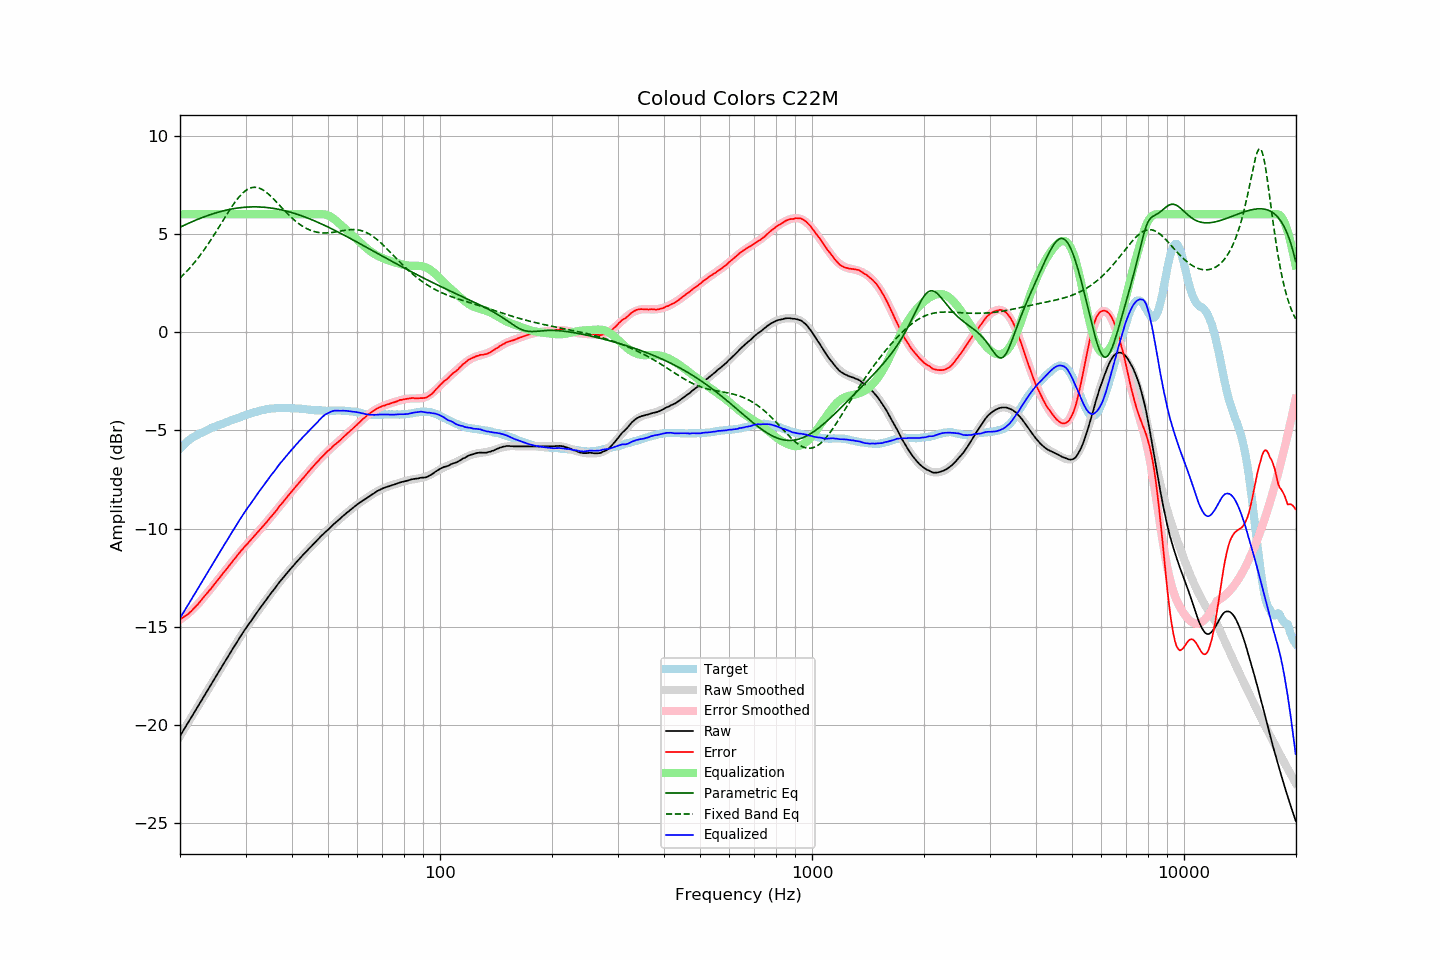 Coloud Colors C22M
10
5
0
−5
−10
−15
−20
−25
Amplitude (dBr)
Target
Raw Smoothed
Error Smoothed
Raw
Error
Equalization
Parametric Eq
Fixed Band Eq
Equalized
100
1000
10000
Frequency (Hz)